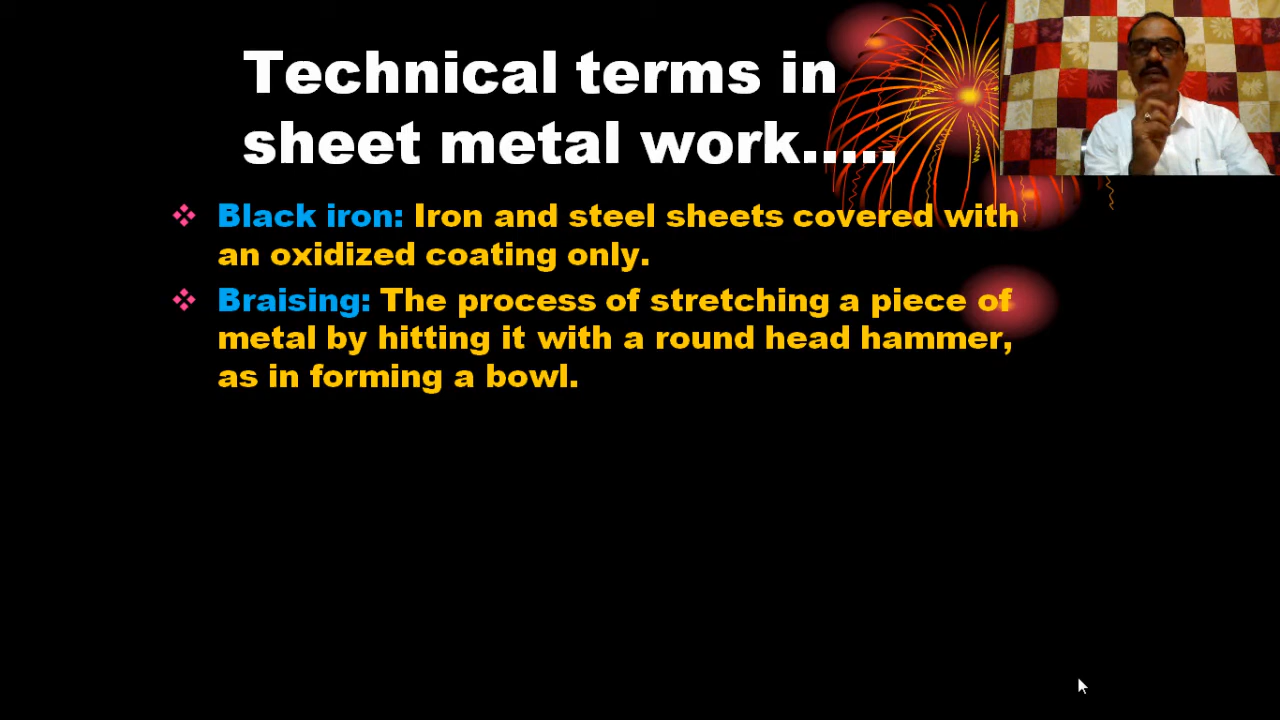 Technical terms in
sheet metal work.....
Black iron: Iron and steel sheets covered with
an oxidized coating only.
Braising: The process of stretching a piece of
metal by hitting it with a round head hammer,
as in forming a bowl.